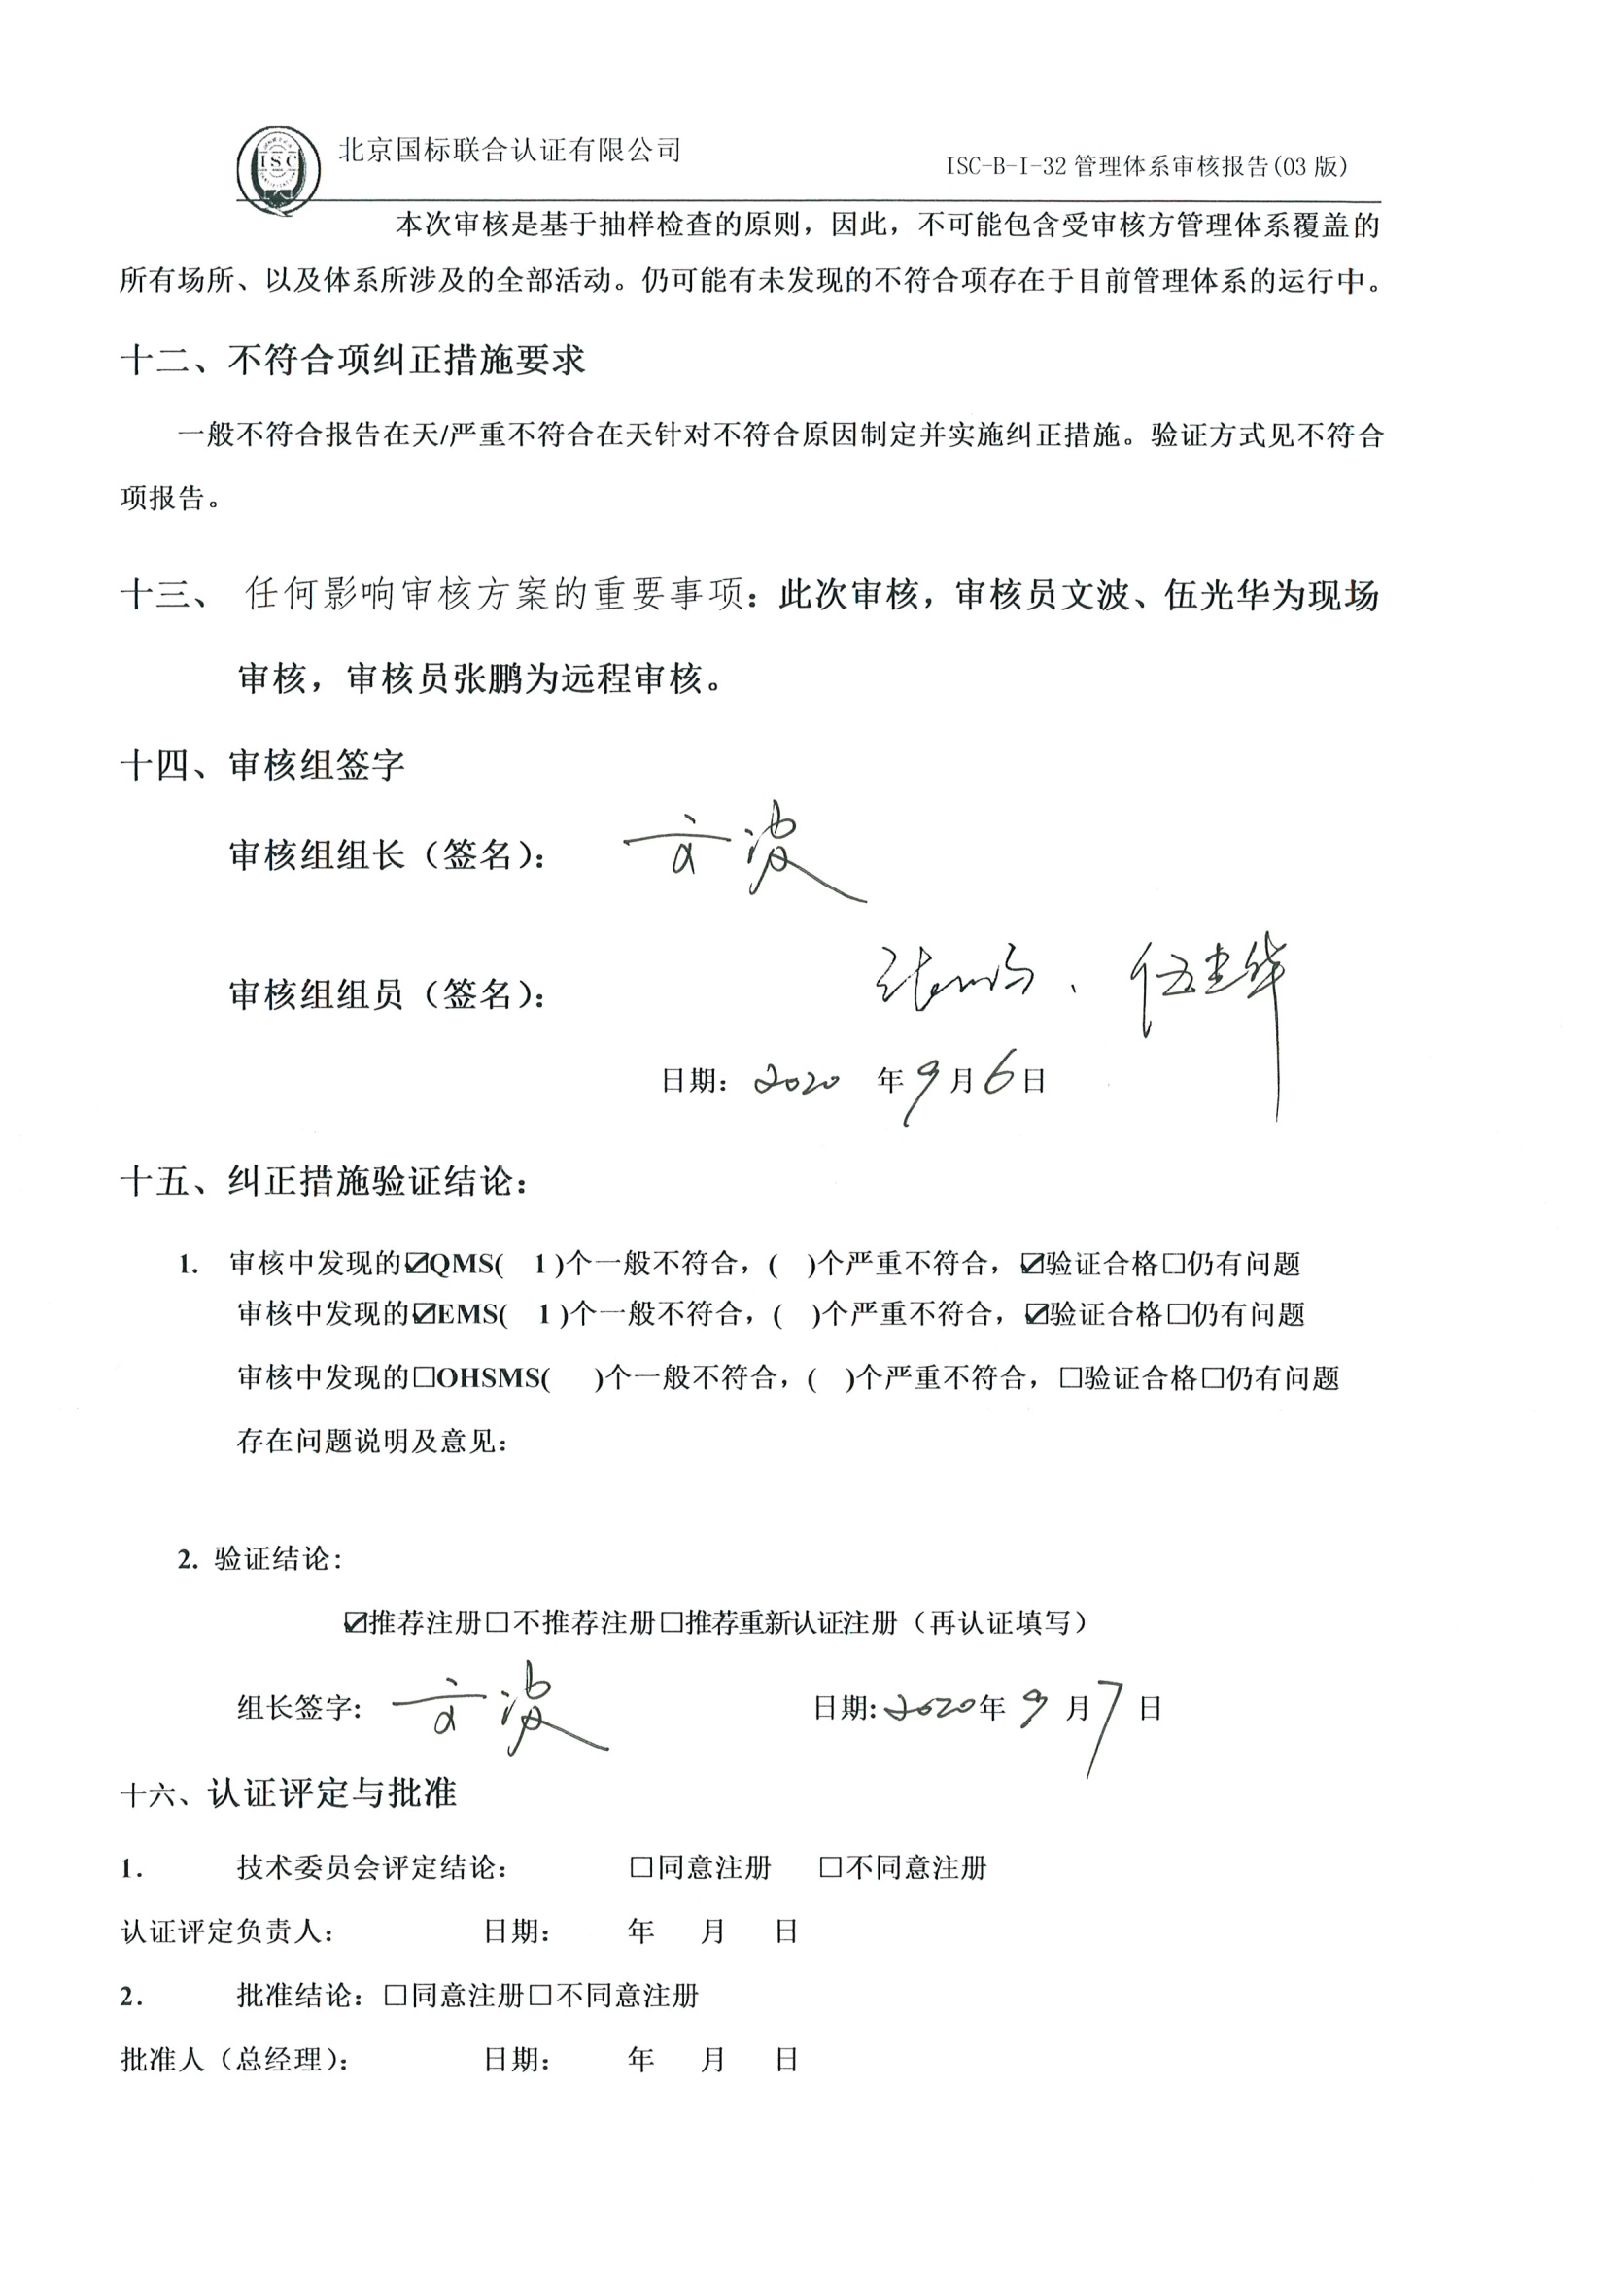 ISC
北京国标联合认证有限公司
ISC-B-I-32 管理体系审核报告(03 版)
本次审核是基于抽样检查的原则，因此，不可能包含受审核方管理体系覆盖的
所有场所、以及体系所涉及的全部活动。仍可能有未发现的不符合项存在于目前管理体系的运行中。
十二、不符合项纠正措施要求
一般不符合报告在天/严重不符合在天针对不符合原因制定并实施纠正措施。验证方式见不符合
项报告。
十三、 任何影响审核方案的重要事项：此次审核，审核员文波、伍光华为现场
审核，审核员张鹏为远程审核。
十四、审核组签字
审核组组长（签名）： 文波
审核组组员（签名）： 张鹏、伍光华
日期： 2020 年 9 月 6 日
十五、纠正措施验证结论：
1. 审核中发现的☑QMS( 1 )个一般不符合，( )个严重不符合，☑验证合格□仍有问题
审核中发现的☑EMS( 1 )个一般不符合，( )个严重不符合，☑验证合格□仍有问题
审核中发现的□OHSMS( )个一般不符合，( )个严重不符合，□验证合格□仍有问题
存在问题说明及意见：
2. 验证结论：
☑推荐注册□不推荐注册□推荐重新认证注册（再认证填写）
组长签字： 文波 日期：2020年 9 月 7 日
十六、认证评定与批准
1. 技术委员会评定结论： □同意注册 □不同意注册
认证评定负责人： 日期： 年 月 日
2. 批准结论：□同意注册□不同意注册
批准人（总经理）： 日期： 年 月 日